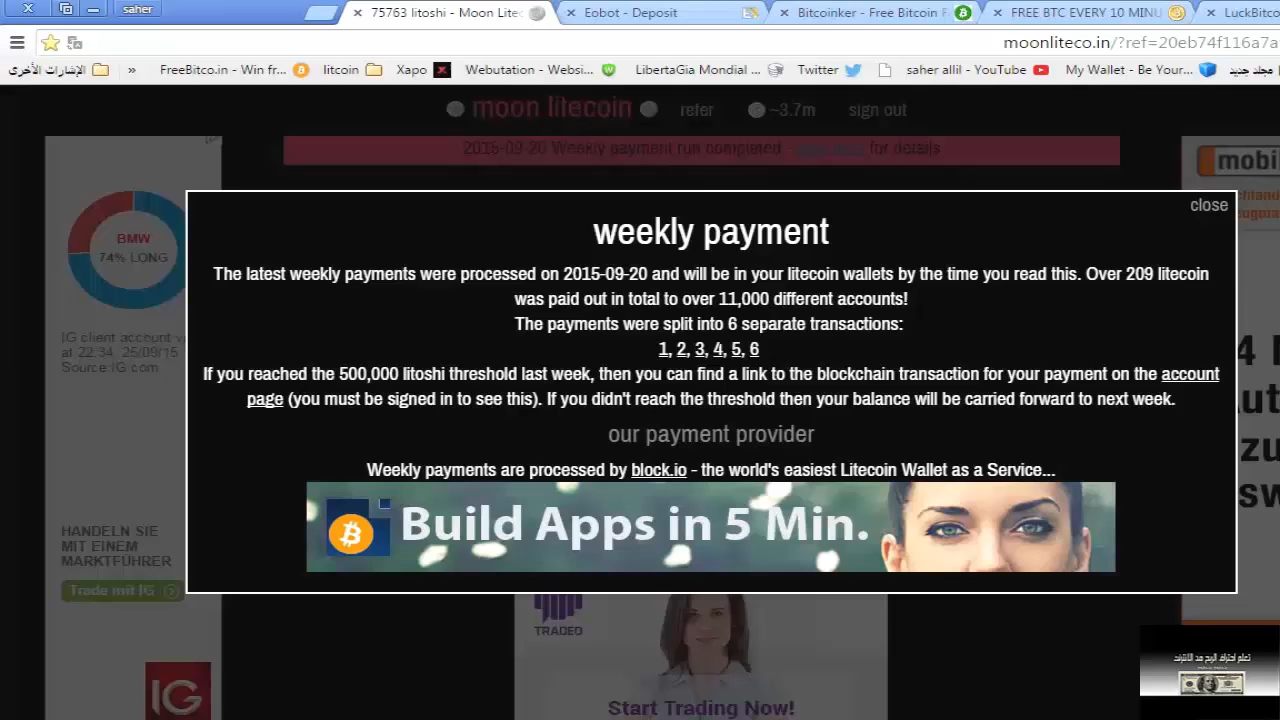 saher
75763 litoshi - Moon Litec
Eobot - Deposit
Bitcoinker - Free Bitcoin F
FREE BTC EVERY 10 MINU
LuckBitco
moonliteco.in/?ref=20eb74f116a7a
الإشارات الأخرى
»
FreeBitco.in - Win fr...
litcoin
Xapo
Webutation - Websi...
LibertaGia Mondial ...
Twitter
saher allil - YouTube
My Wallet - Be Your...
مجلد جديد
moon litecoin
refer
~3.7m
sign out
2015-09-20 Weekly payment run completed - for details
mobi
close
weekly payment
The latest weekly payments were processed on 2015-09-20 and will be in your litecoin wallets by the time you read this. Over 209 litecoin
was paid out in total to over 11,000 different accounts!
The payments were split into 6 separate transactions:
1, 2, 3, 4, 5, 6
If you reached the 500,000 litoshi threshold last week, then you can find a link to the blockchain transaction for your payment on the account
page (you must be signed in to see this). If you didn't reach the threshold then your balance will be carried forward to next week.
our payment provider
Weekly payments are processed by block.io - the world's easiest Litecoin Wallet as a Service...
Build Apps in 5 Min.
BMW
74% LONG
IG client account
at 22:34, 25/09/15
Source:IG.com
HANDELN SIE
MIT EINEM
MARKTFÜHRER
Trade mit IG
IG
TRADEO
Start Trading Now!
تعلم احتراف الربح من الانترنت